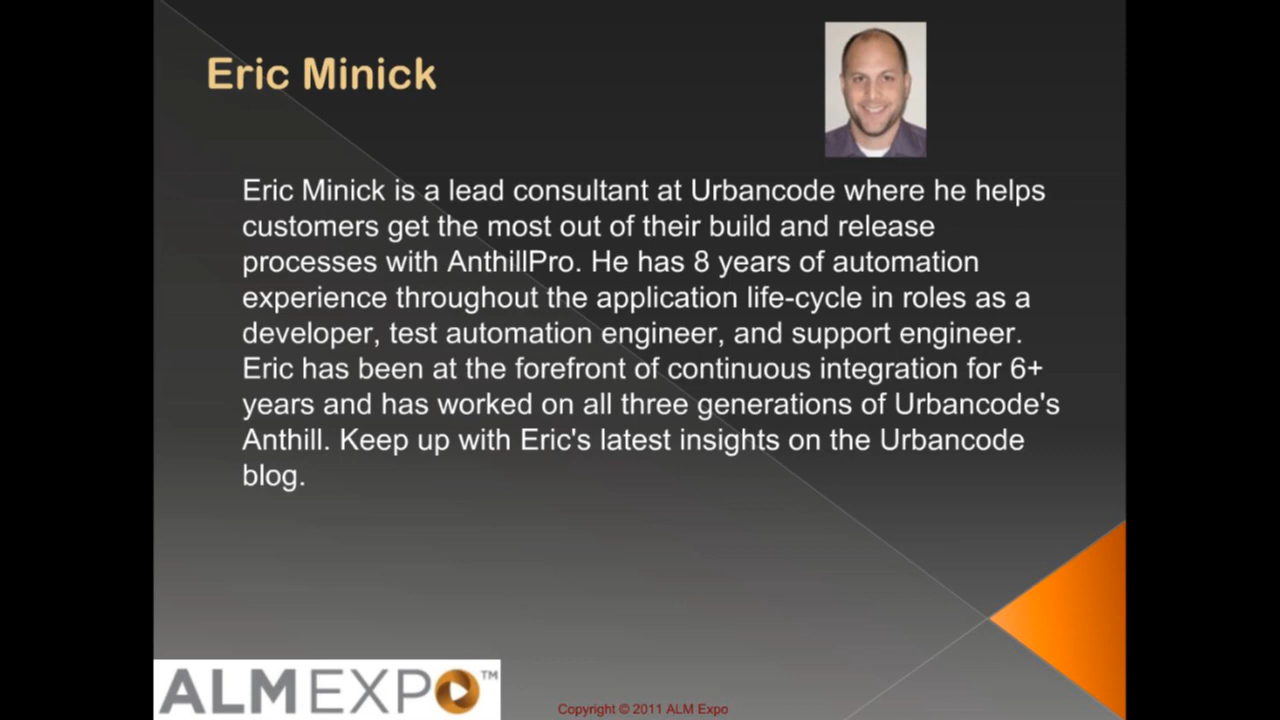 Eric Minick
Eric Minick is a lead consultant at Urbancode where he helps
customers get the most out of their build and release
processes with AnthillPro. He has 8 years of automation
experience throughout the application life-cycle in roles as a
developer, test automation engineer, and support engineer.
Eric has been at the forefront of continuous integration for 6+
years and has worked on all three generations of Urbancode's
Anthill. Keep up with Eric's latest insights on the Urbancode
blog.
ALMEXPO™
Copyright © 2011 ALM Expo